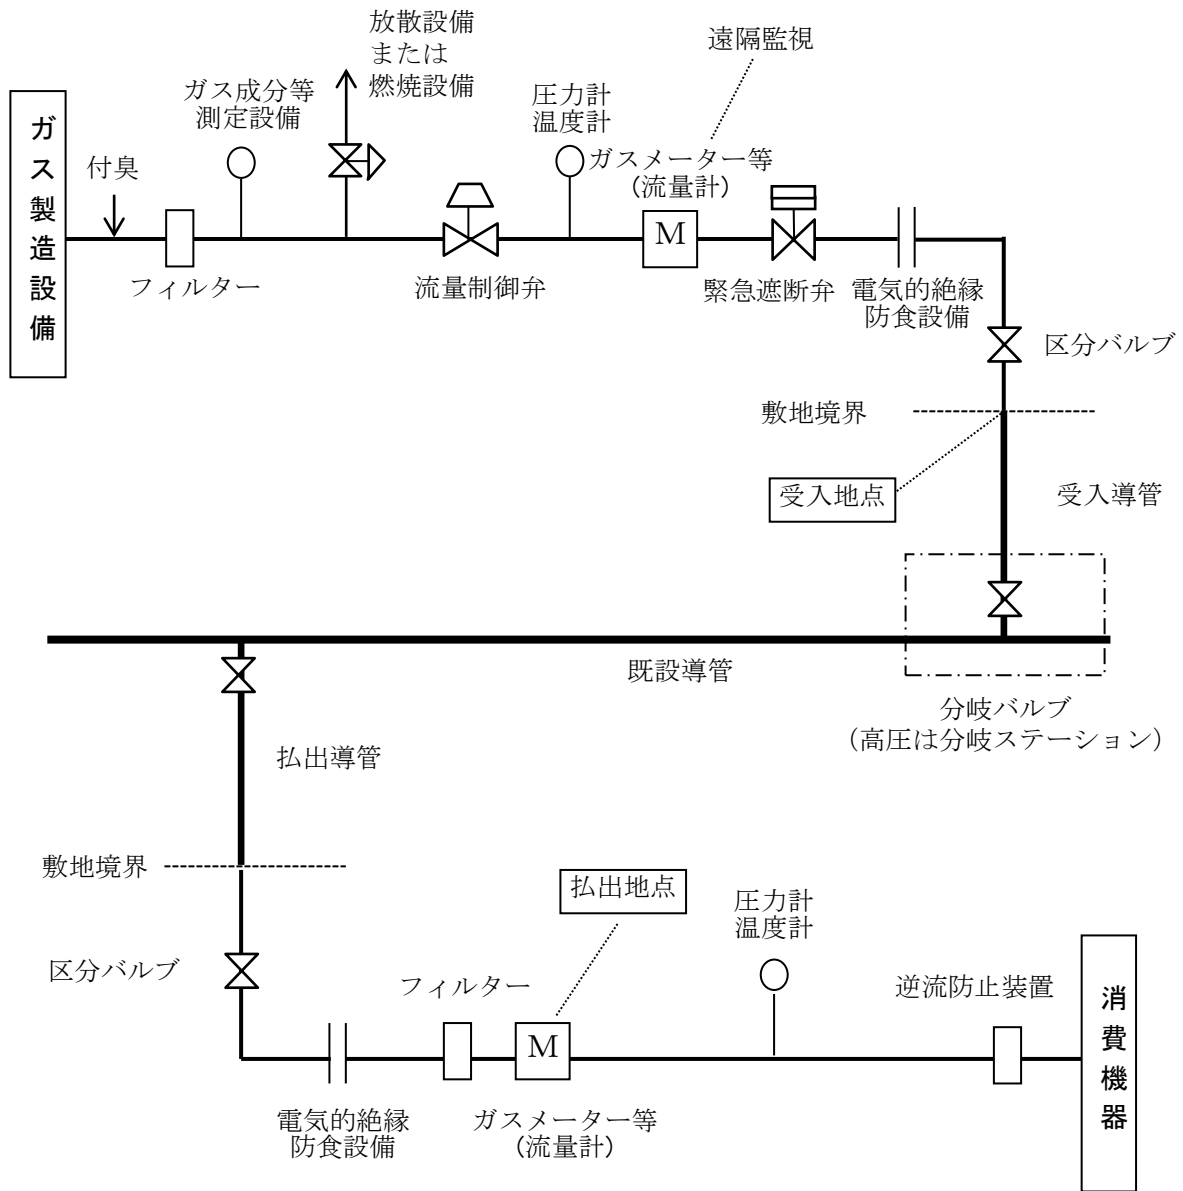 放散設備
または
燃焼設備
遠隔監視
ガス成分等
測定設備
圧力計
温度計
ガス製造設備
付臭
ガスメーター等
(流量計)
M
フィルター
流量制御弁
緊急遮断弁
電気的絶縁
防食設備
区分バルブ
敷地境界
受入地点
受入導管
既設導管
分岐バルブ
(高圧は分岐ステーション)
払出導管
敷地境界
払出地点
圧力計
温度計
区分バルブ
フィルター
逆流防止装置
消費機器
M
電気的絶縁
防食設備
ガスメーター等
(流量計)